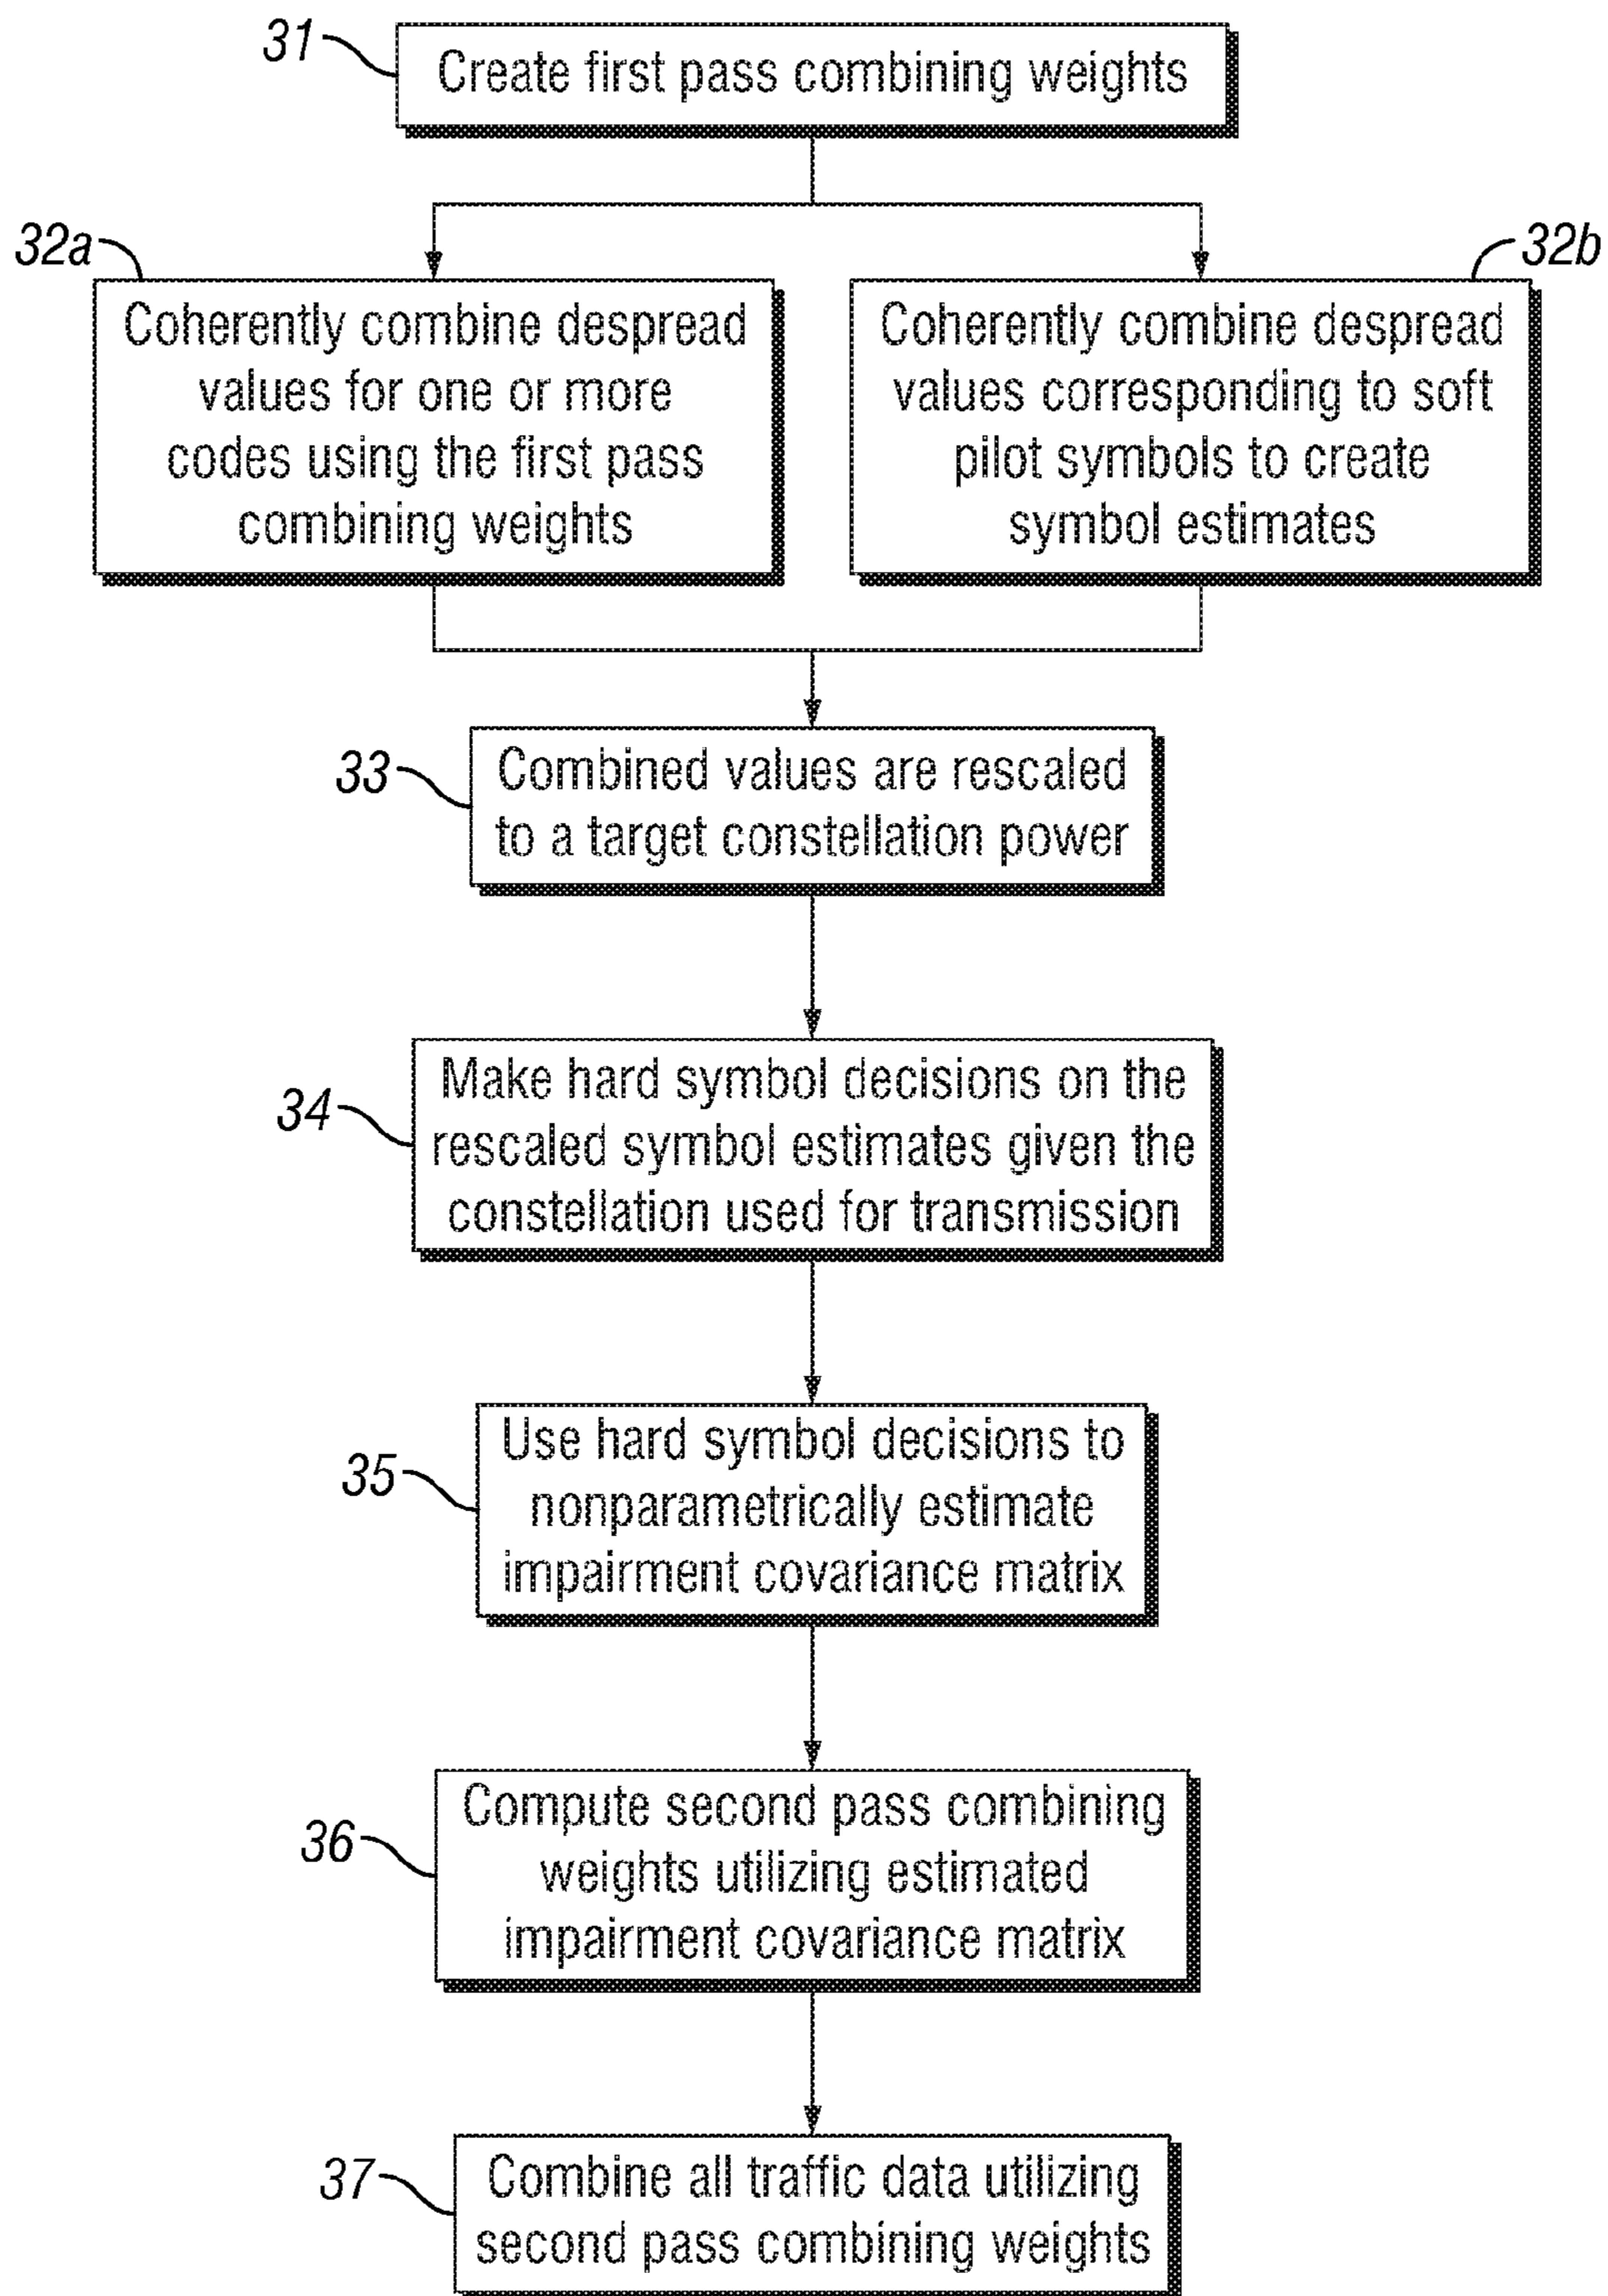 31
Create first pass combining weights
32a
Coherently combine despread
values for one or more
codes using the first pass
combining weights
32b
Coherently combine despread
values corresponding to soft
pilot symbols to create
symbol estimates
33
Combined values are rescaled
to a target constellation power
34
Make hard symbol decisions on the
rescaled symbol estimates given the
constellation used for transmission
35
Use hard symbol decisions to
nonparametrically estimate
impairment covariance matrix
36
Compute second pass combining
weights utilizing estimated
impairment covariance matrix
37
Combine all traffic data utilizing
second pass combining weights